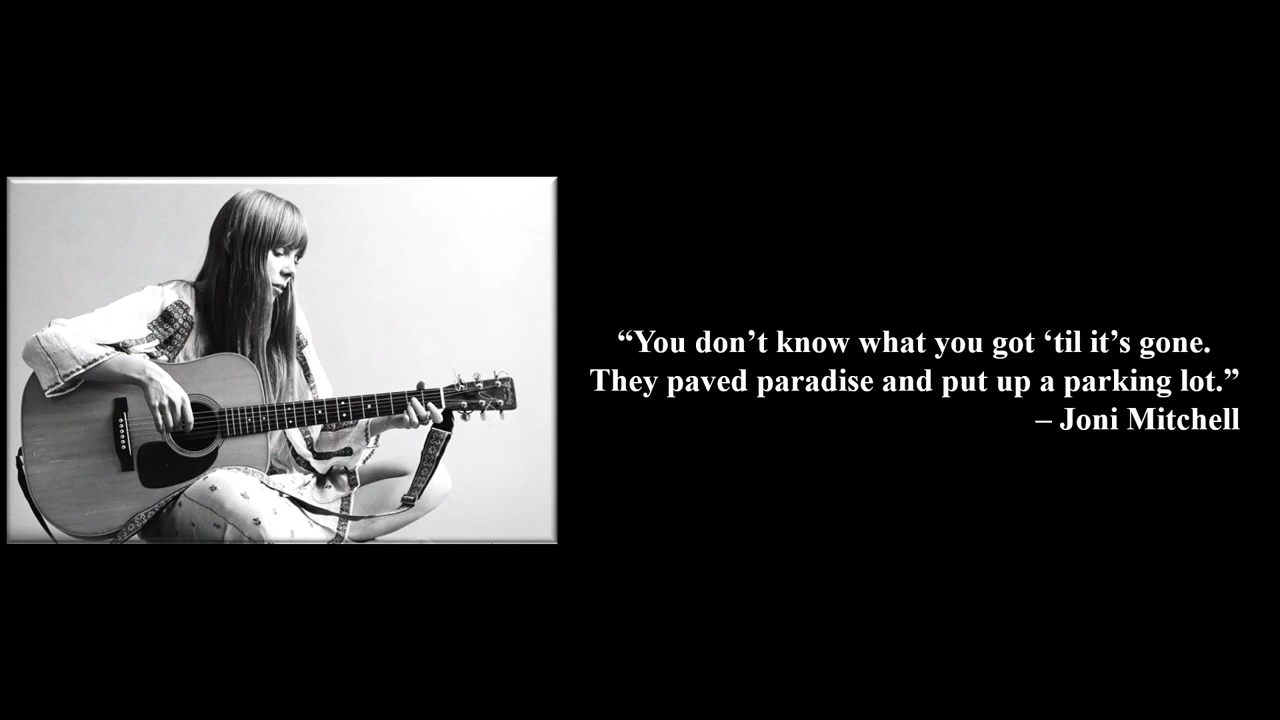 “You don’t know what you got ‘til it’s gone.
They paved paradise and put up a parking lot.”
– Joni Mitchell